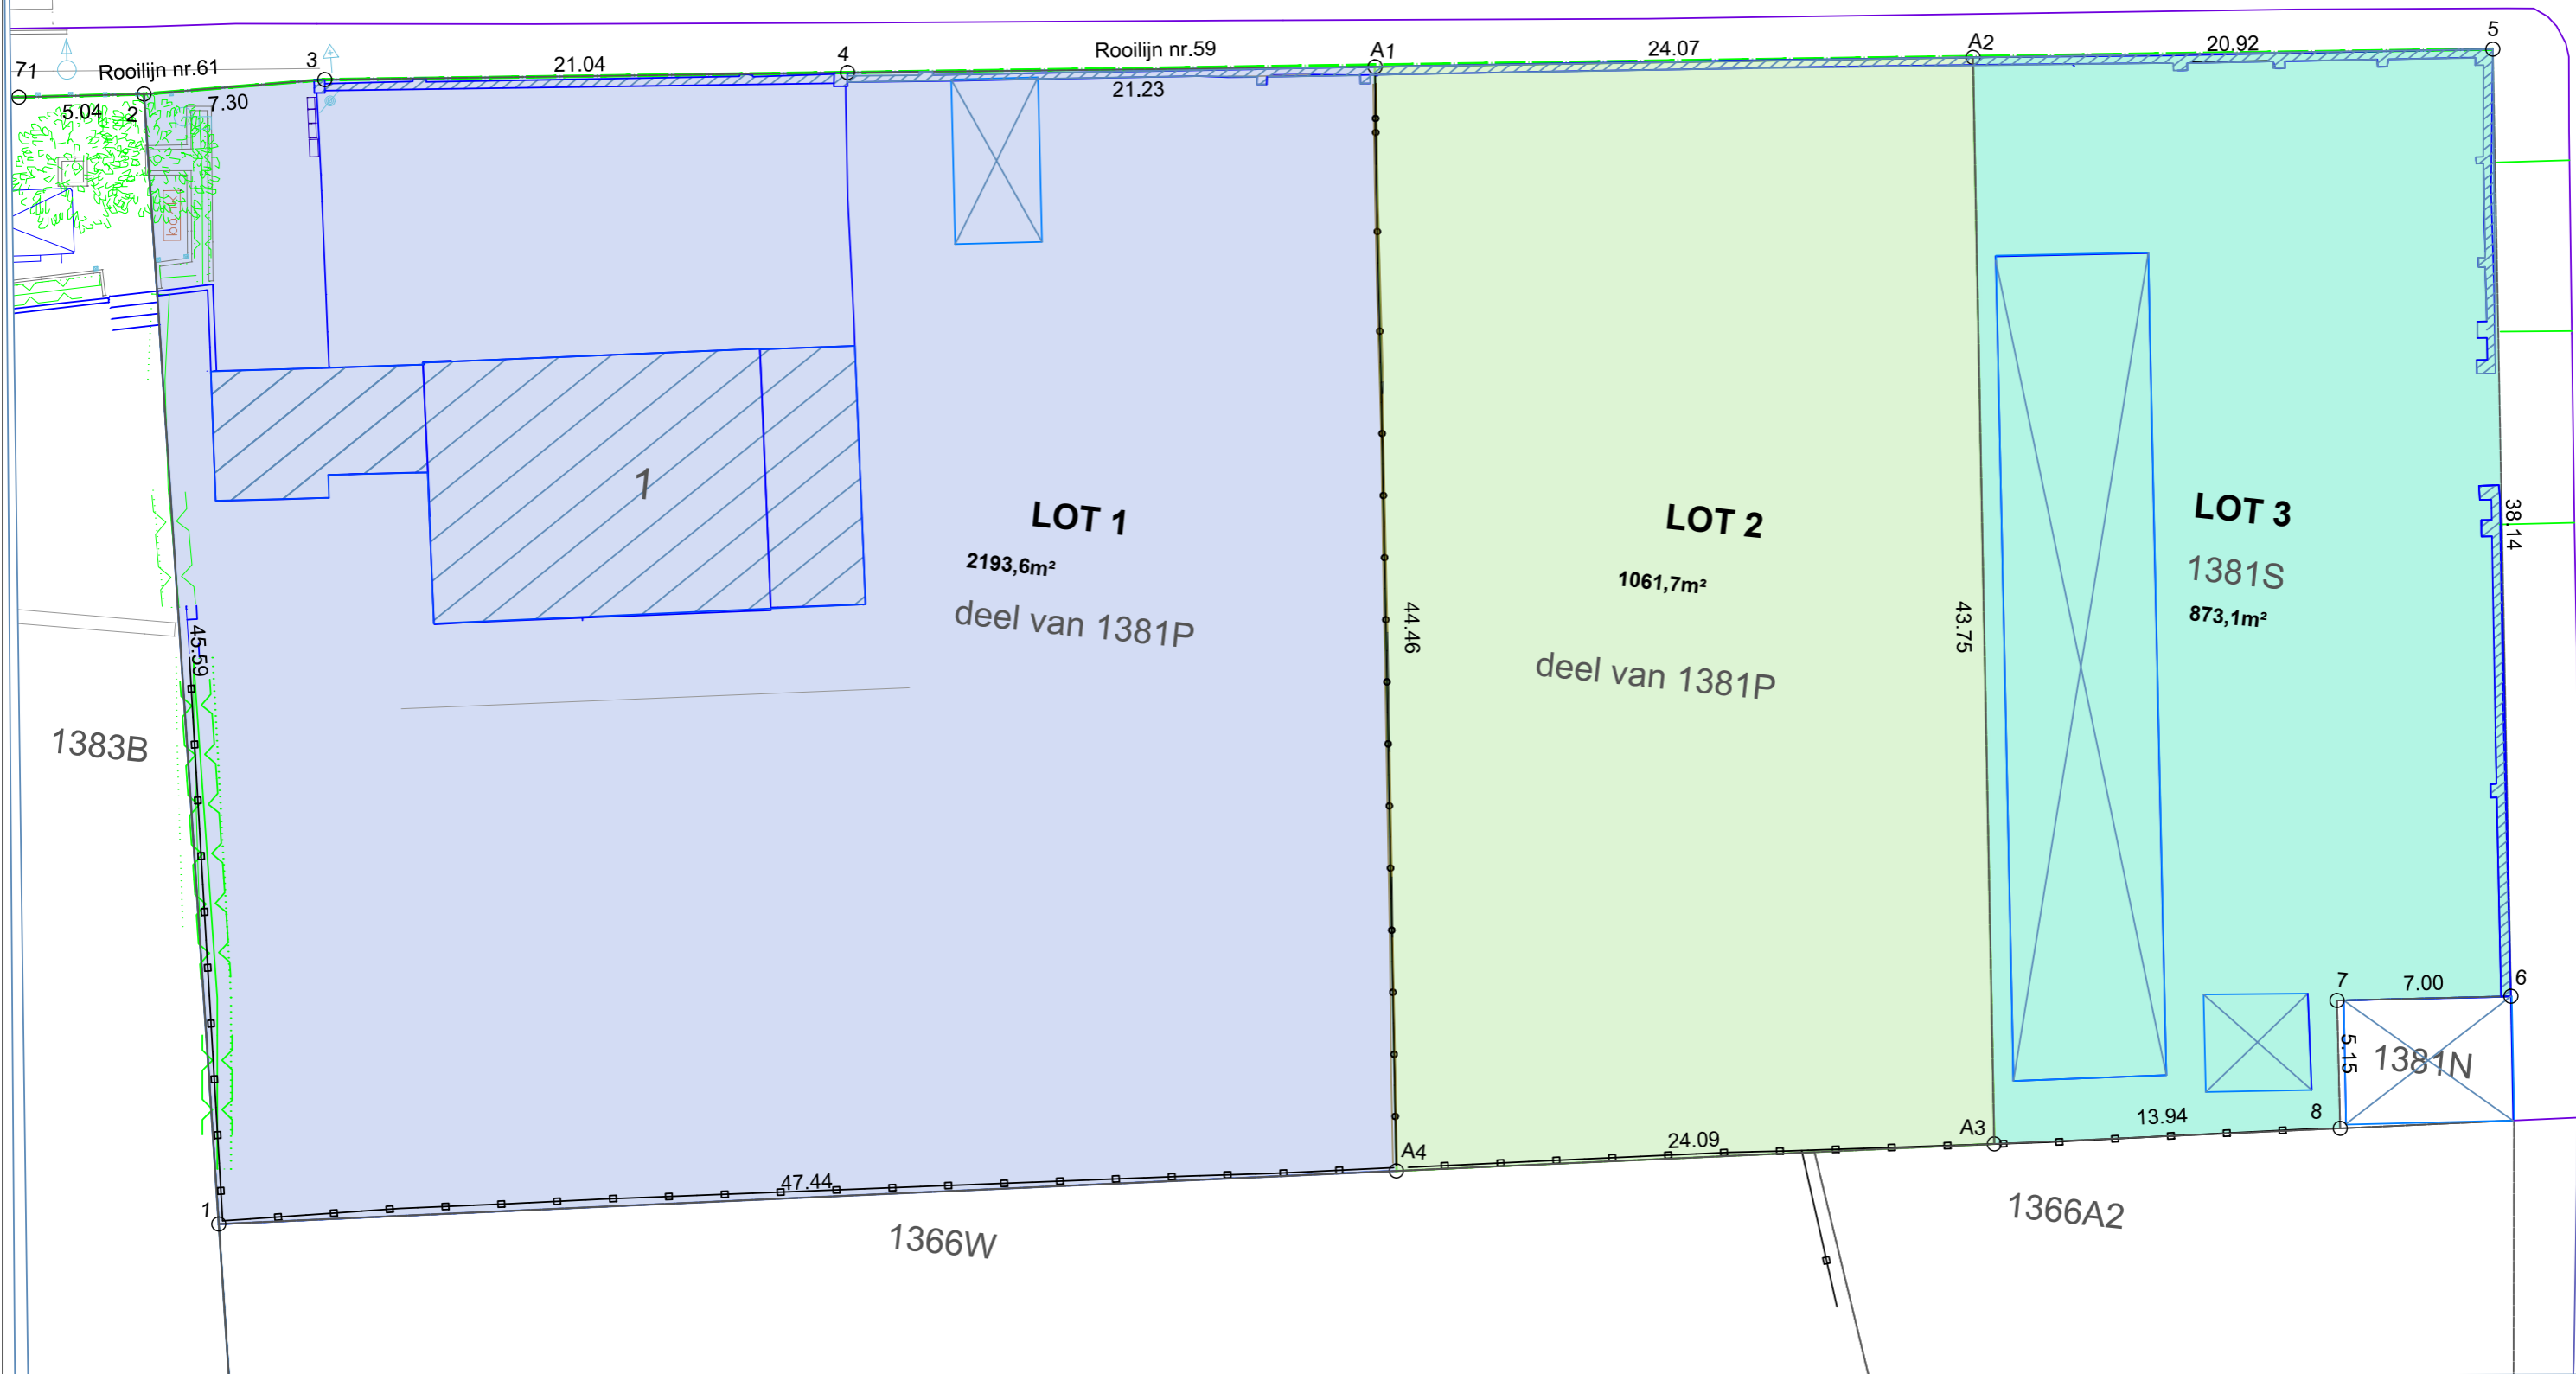 71
Rooilijn nr.61
3
21.04
4
Rooilijn nr.59
A1
24.07
A2
20.92
5
5.04
2
7.30
21.23
bank
1
LOT 1
2193,6m²
deel van 1381P
LOT 2
1061,7m²
deel van 1381P
LOT 3
1381S
873,1m²
38.14
45.59
44.46
43.75
1383B
7
7.00
6
5.15
1381N
13.94
8
A3
24.09
A4
47.44
1
1366W
1366A2